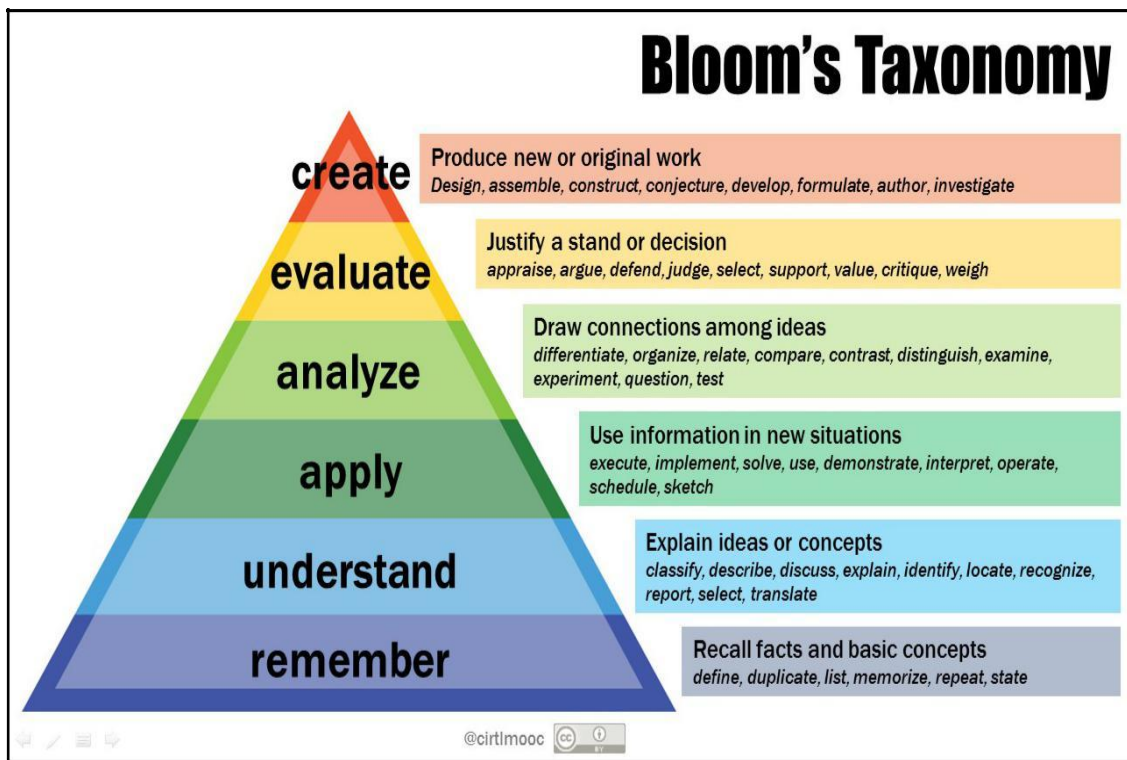 Bloom's Taxonomy
create
Produce new or original work
Design, assemble, construct, conjecture, develop, formulate, author, investigate
evaluate
Justify a stand or decision
appraise, argue, defend, judge, select, support, value, critique, weigh
analyze
Draw connections among ideas
differentiate, organize, relate, compare, contrast, distinguish, examine,
experiment, question, test
apply
Use information in new situations
execute, implement, solve, use, demonstrate, interpret, operate,
schedule, sketch
understand
Explain ideas or concepts
classify, describe, discuss, explain, identify, locate, recognize,
report, select, translate
remember
Recall facts and basic concepts
define, duplicate, list, memorize, repeat, state
@cirtlmooc
cc
BY